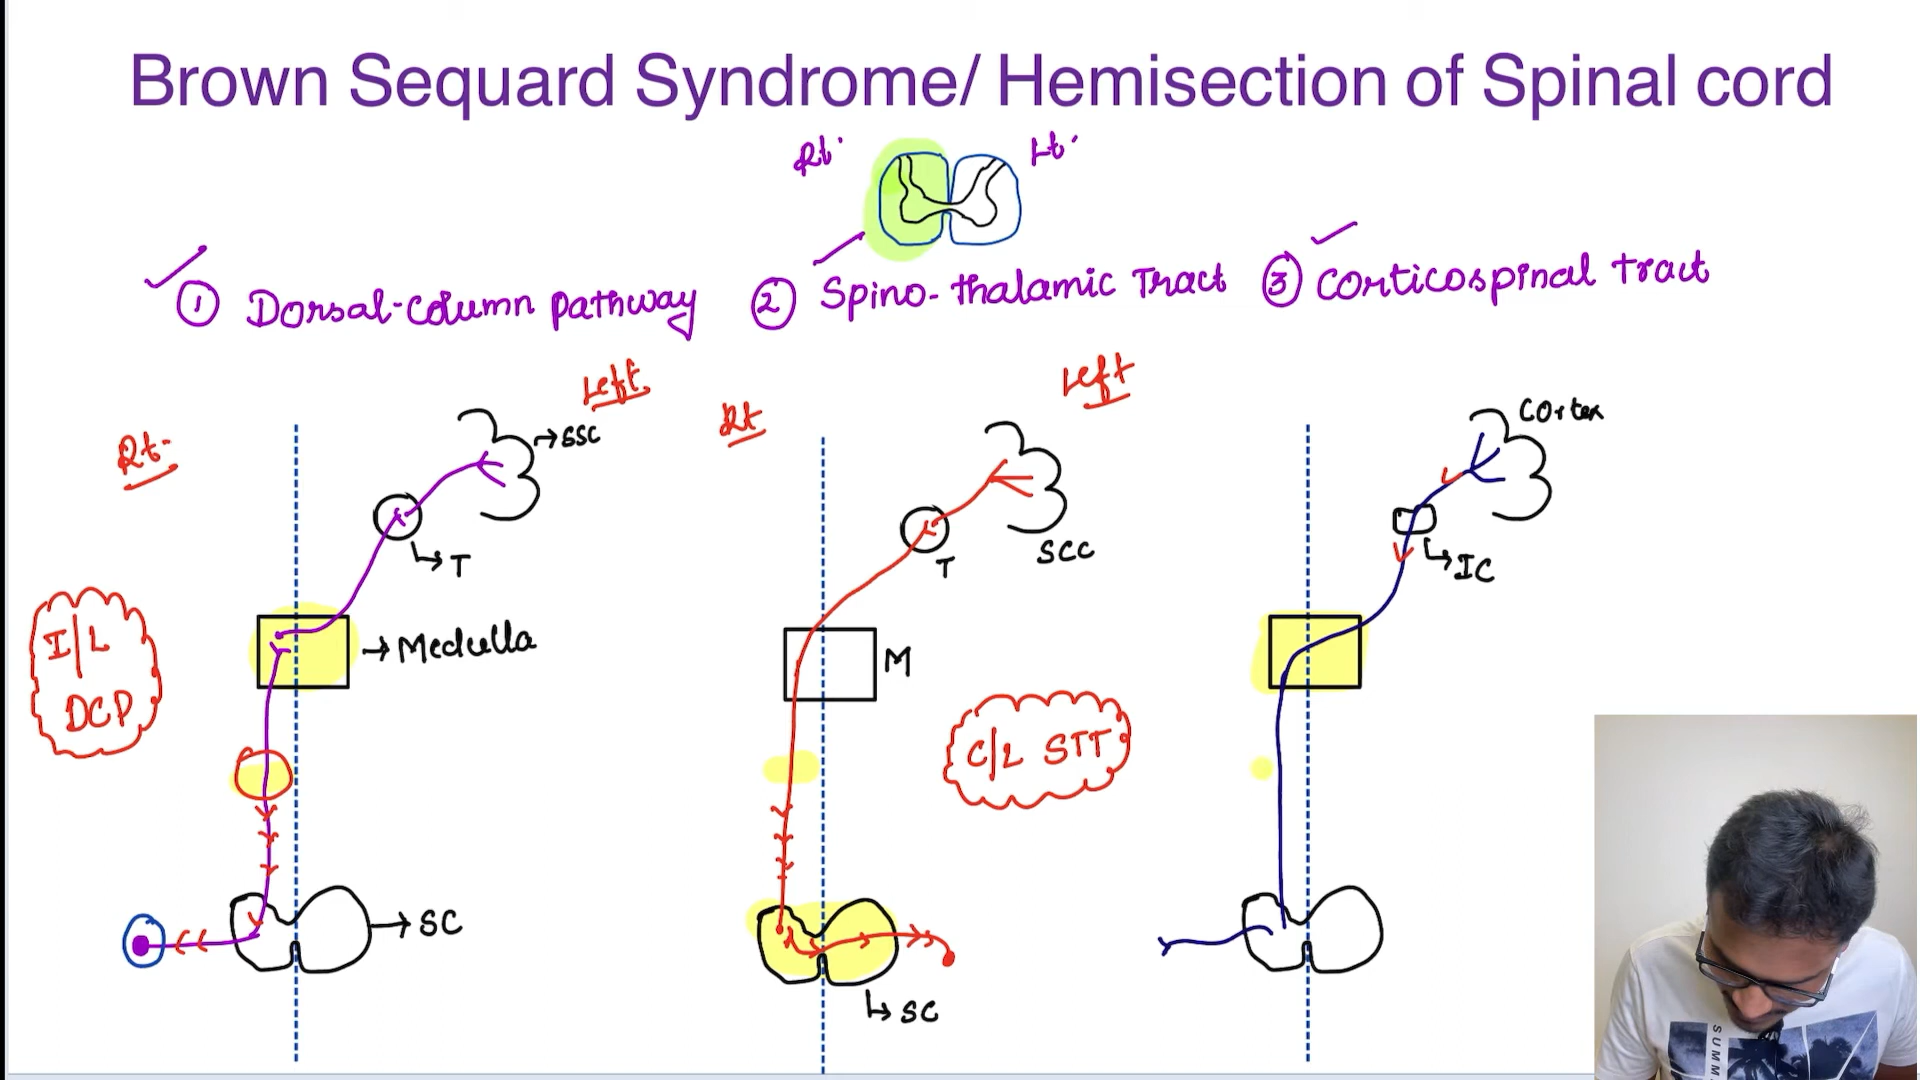 Brown Sequard Syndrome/ Hemisection of Spinal cord
Rt.
Lt.
① Dorsal-column pathway
② Spino-thalamic Tract
③ corticospinal tract
Left
Left
Rt.
Rt
→SSC
Cortex
T
T
SCC
IC
I/L
DCP
→Medulla
M
C/L STT
→SC
SC
SUMM